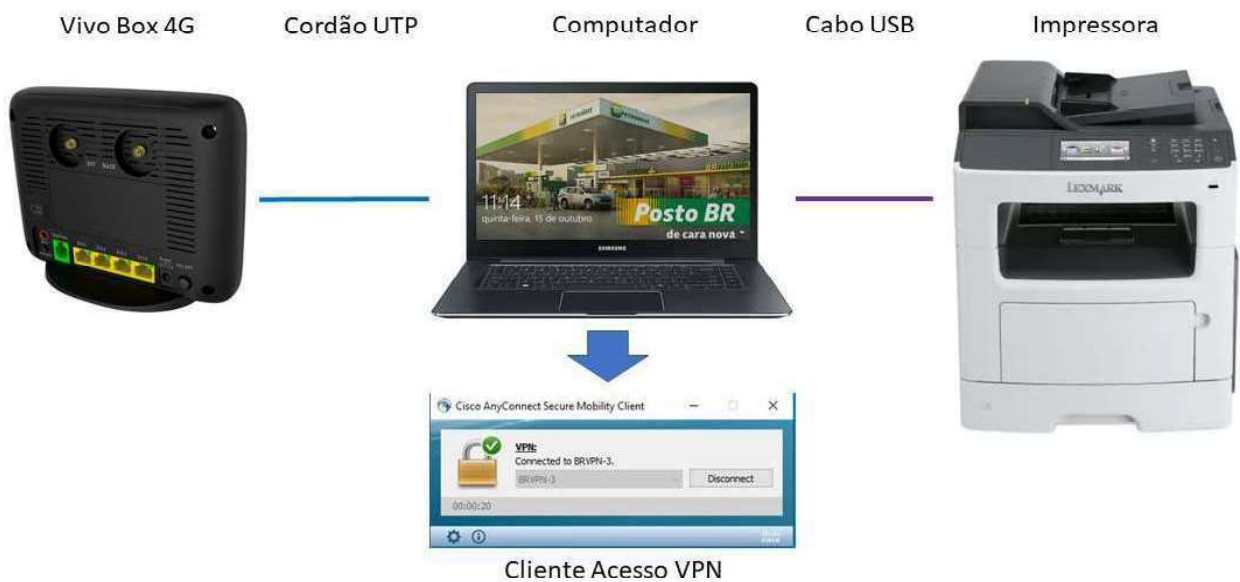 Vivo Box 4G
Cordão UTP
Computador
Cabo USB
Impressora
PETROBRAS
11:14
quinta-feira, 15 de outubro
Posto BR
de cara nova
SAMSUNG
LEXMARK
Cisco AnyConnect Secure Mobility Client
VPN:
Connected to BRVPN-3.
BRVPN-3
Disconnect
00:00:20
Cliente Acesso VPN